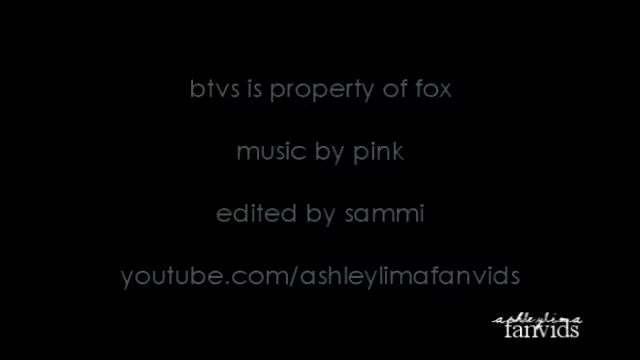 btvs is property of fox
music by pink
edited by sammi
youtube.com/ashleylimafanvids
ashleylima
fanvids